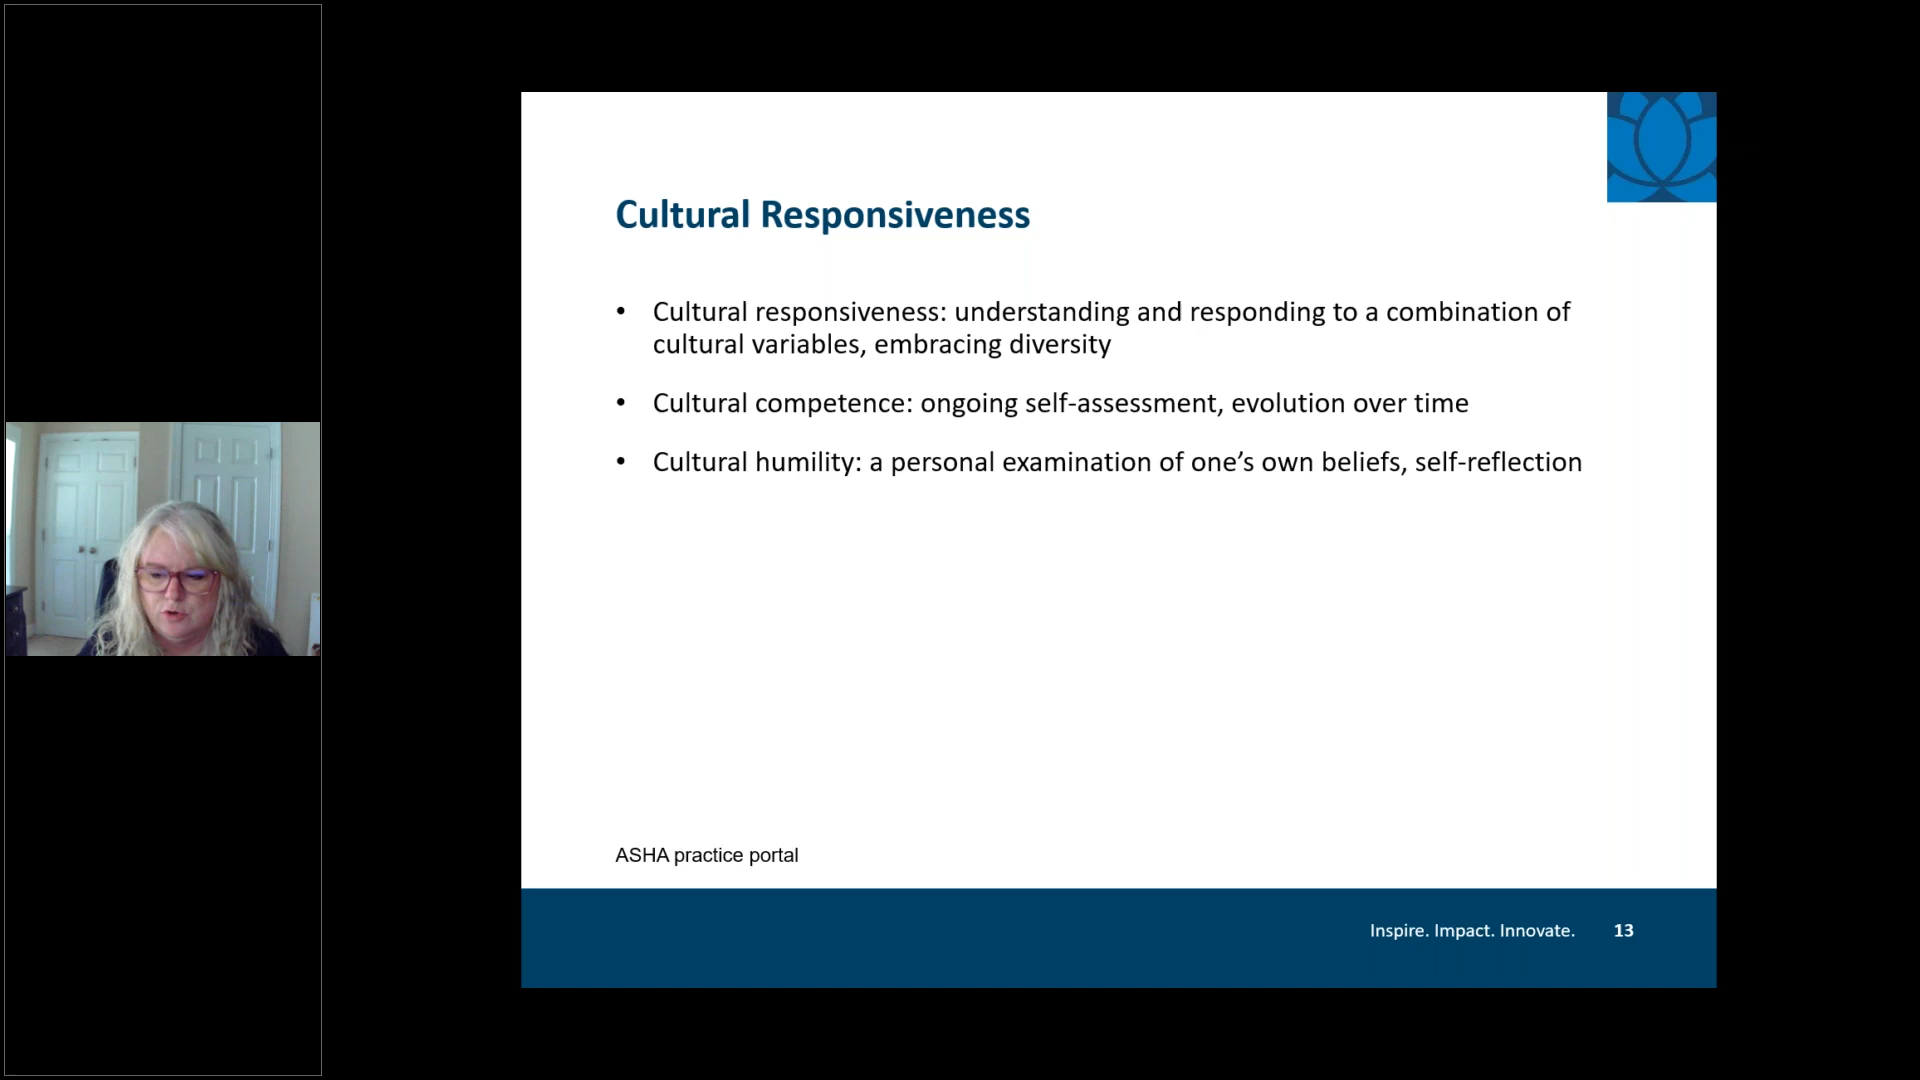 Cultural Responsiveness
• Cultural responsiveness: understanding and responding to a combination of
cultural variables, embracing diversity
• Cultural competence: ongoing self-assessment, evolution over time
• Cultural humility: a personal examination of one’s own beliefs, self-reflection
ASHA practice portal
Inspire. Impact. Innovate. 13